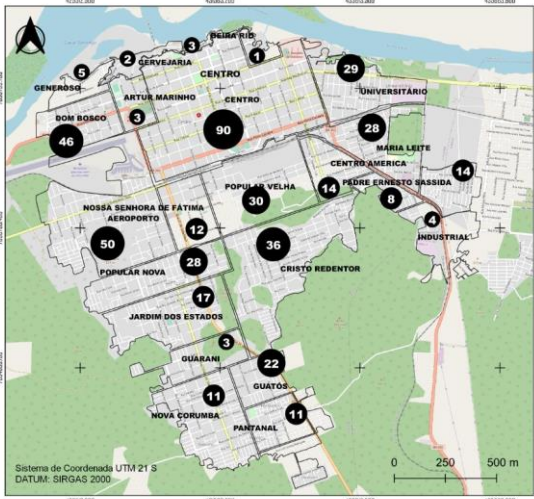 BEIRA RIO
3
1
2
CERVEJARIA
CENTRO
5
GENEROSO
29
ARTUR MARINHO
CENTRO
UNIVERSITÁRIO
DOM BOSCO
3
46
90
28
MARIA LEITE
CENTRO AMERICA
14
PADRE ERNESTO SASSIDA
POPULAR VELHA
14
30
8
NOSSA SENHORA DE FÁTIMA
AEROPORTO
12
4
INDUSTRIAL
50
36
28
CRISTO REDENTOR
POPULAR NOVA
17
JARDIM DOS ESTADOS
3
GUARANI
22
GUATÓS
11
NOVA CORUMBA
11
PANTANAL
Sistema de Coordenada UTM 21 S
DATUM: SIRGAS 2000
0 250 500 m